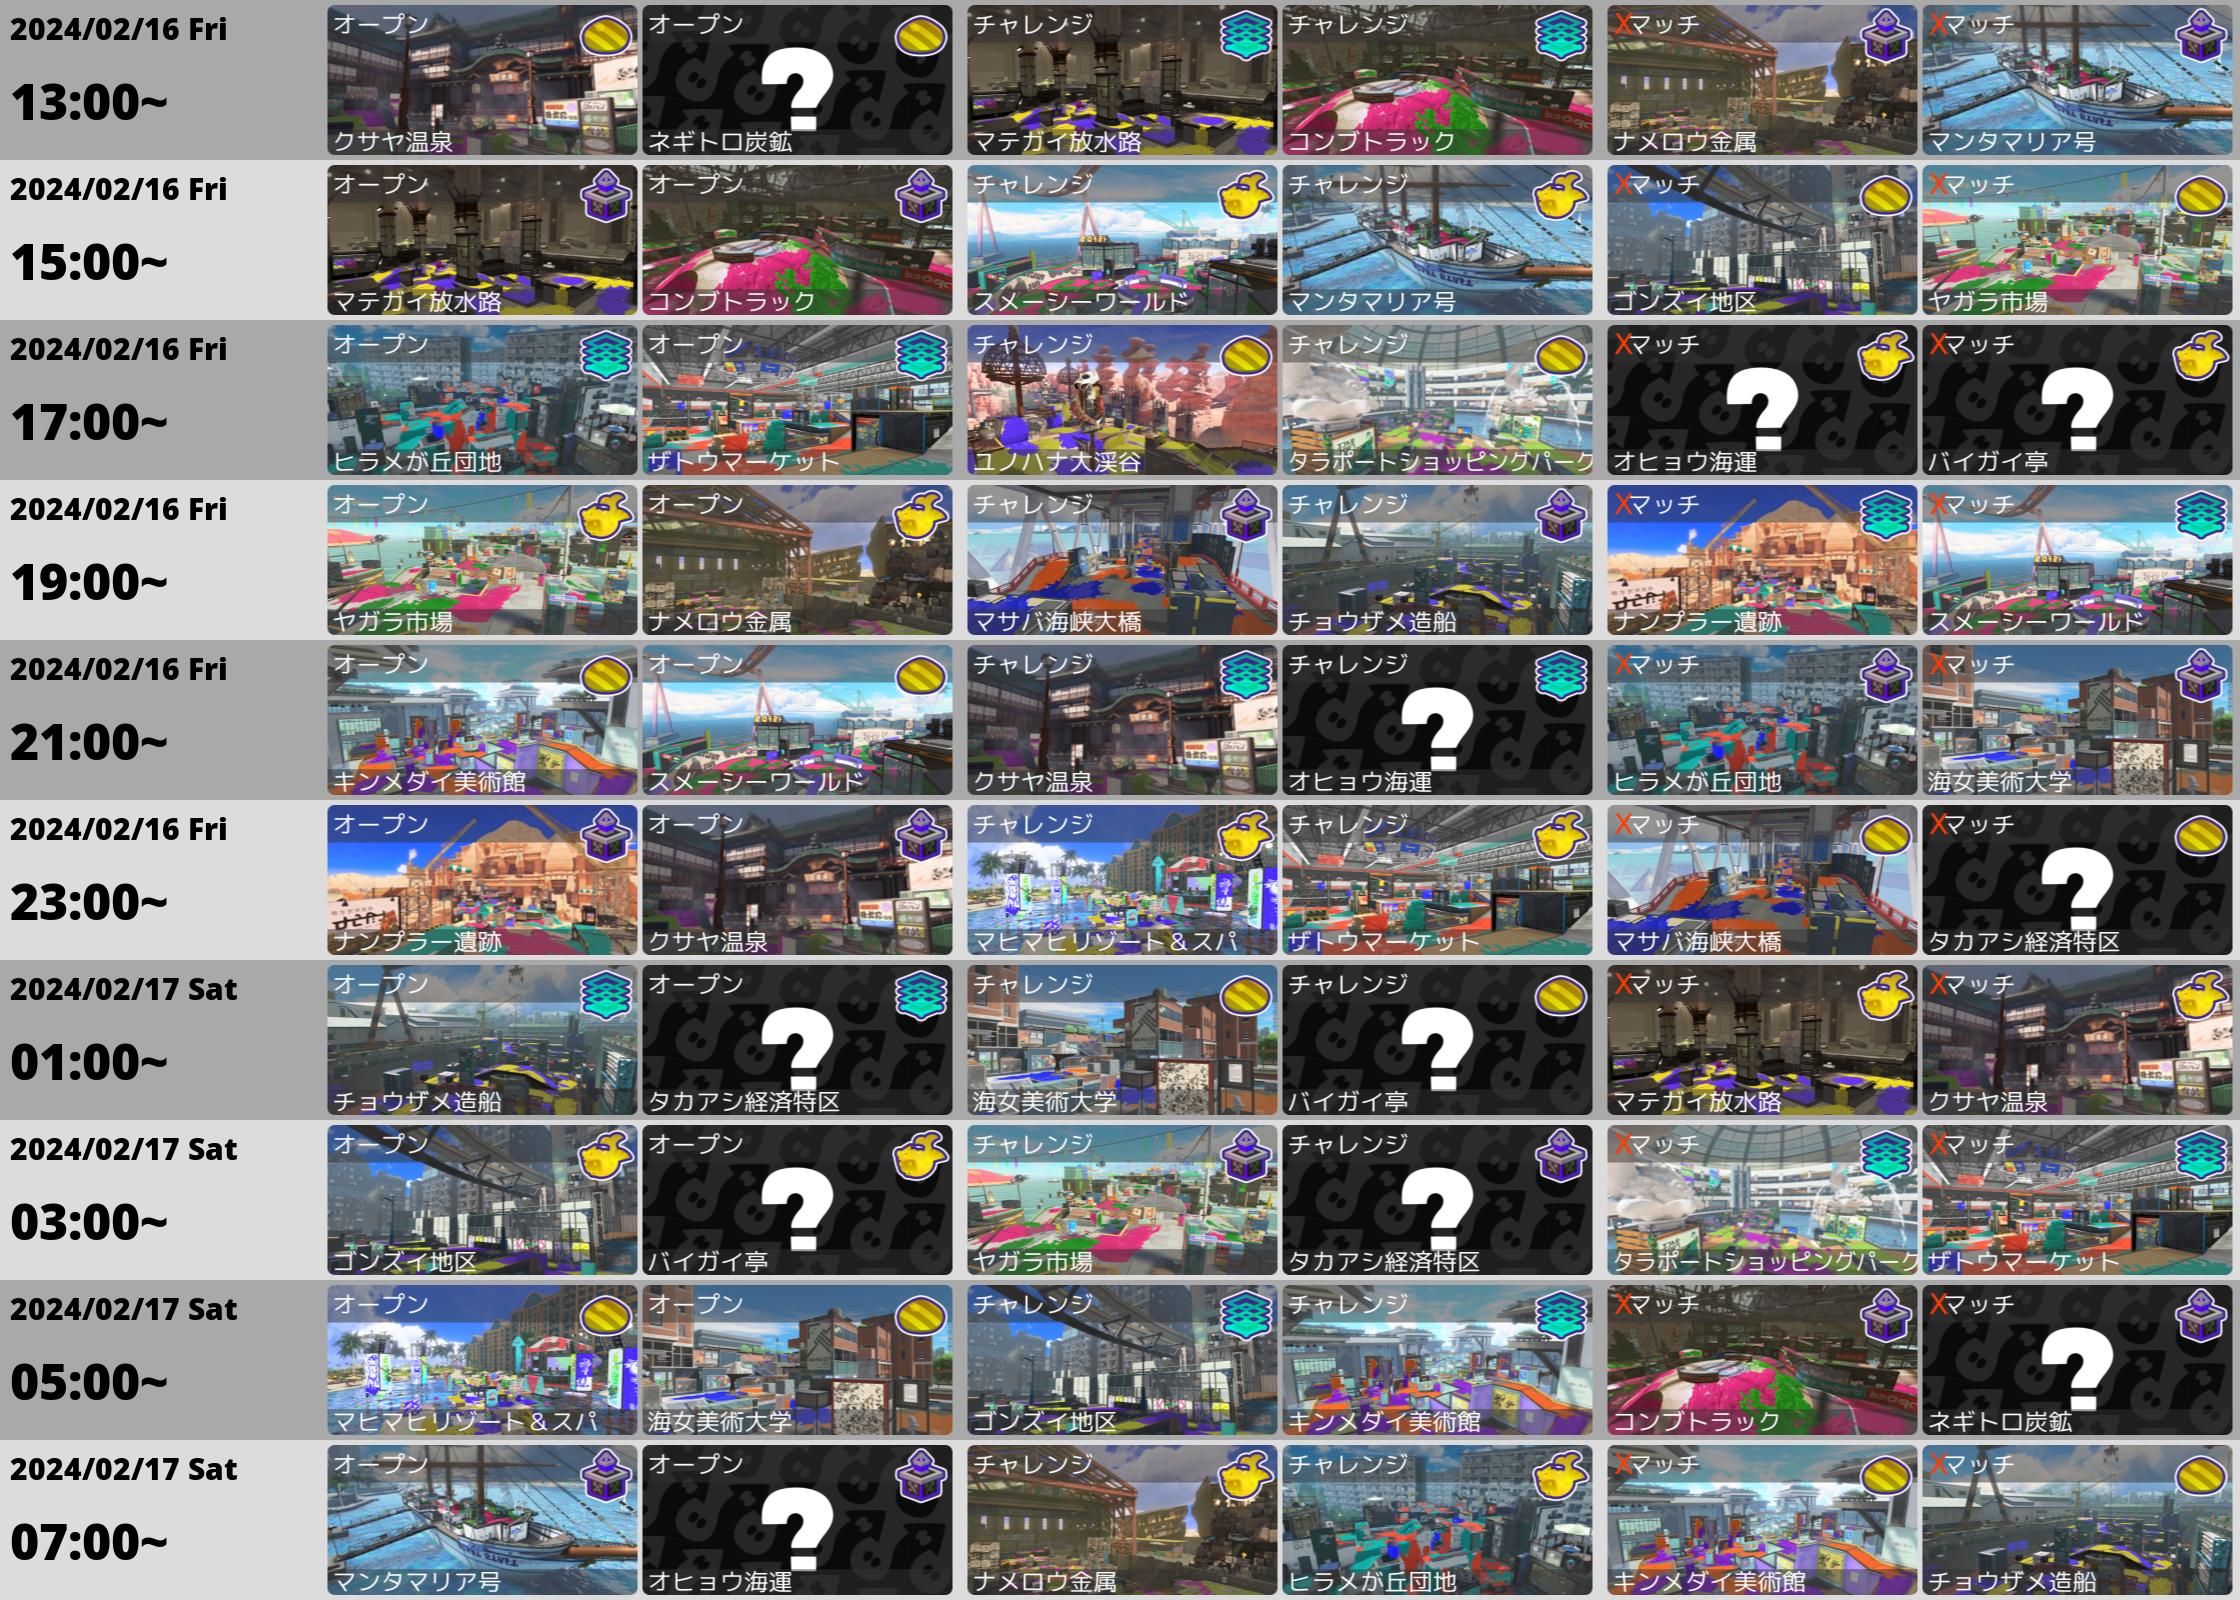 2024/02/16 Fri
13:00~
オープン
クサヤ温泉
オープン
ネギトロ炭鉱
チャレンジ
マテガイ放水路
チャレンジ
コンブトラック
Xマッチ
ナメロウ金属
Xマッチ
マンタマリア号
2024/02/16 Fri
15:00~
オープン
マテガイ放水路
オープン
コンブトラック
チャレンジ
スメーシーワールド
チャレンジ
マンタマリア号
Xマッチ
ゴンズイ地区
Xマッチ
ヤガラ市場
2024/02/16 Fri
17:00~
オープン
ヒラメが丘団地
オープン
ザトウマーケット
チャレンジ
ユノハナ大渓谷
チャレンジ
タラポートショッピングパーク
Xマッチ
オヒョウ海運
Xマッチ
バイガイ亭
2024/02/16 Fri
19:00~
オープン
ヤガラ市場
オープン
ナメロウ金属
チャレンジ
マサバ海峡大橋
チャレンジ
チョウザメ造船
Xマッチ
ナンプラー遺跡
Xマッチ
スメーシーワールド
2024/02/16 Fri
21:00~
オープン
キンメダイ美術館
オープン
スメーシーワールド
チャレンジ
クサヤ温泉
チャレンジ
オヒョウ海運
Xマッチ
ヒラメが丘団地
Xマッチ
海女美術大学
2024/02/16 Fri
23:00~
オープン
ナンプラー遺跡
オープン
クサヤ温泉
チャレンジ
マヒマヒリゾート＆スパ
チャレンジ
ザトウマーケット
Xマッチ
マサバ海峡大橋
Xマッチ
タカアシ経済特区
2024/02/17 Sat
01:00~
オープン
チョウザメ造船
オープン
タカアシ経済特区
チャレンジ
海女美術大学
チャレンジ
バイガイ亭
Xマッチ
マテガイ放水路
Xマッチ
クサヤ温泉
2024/02/17 Sat
03:00~
オープン
ゴンズイ地区
オープン
バイガイ亭
チャレンジ
ヤガラ市場
チャレンジ
タカアシ経済特区
Xマッチ
タラポートショッピングパーク
Xマッチ
ザトウマーケット
2024/02/17 Sat
05:00~
オープン
マヒマヒリゾート＆スパ
オープン
海女美術大学
チャレンジ
ゴンズイ地区
チャレンジ
キンメダイ美術館
Xマッチ
コンブトラック
Xマッチ
ネギトロ炭鉱
2024/02/17 Sat
07:00~
オープン
マンタマリア号
オープン
オヒョウ海運
チャレンジ
ナメロウ金属
チャレンジ
ヒラメが丘団地
Xマッチ
キンメダイ美術館
Xマッチ
チョウザメ造船